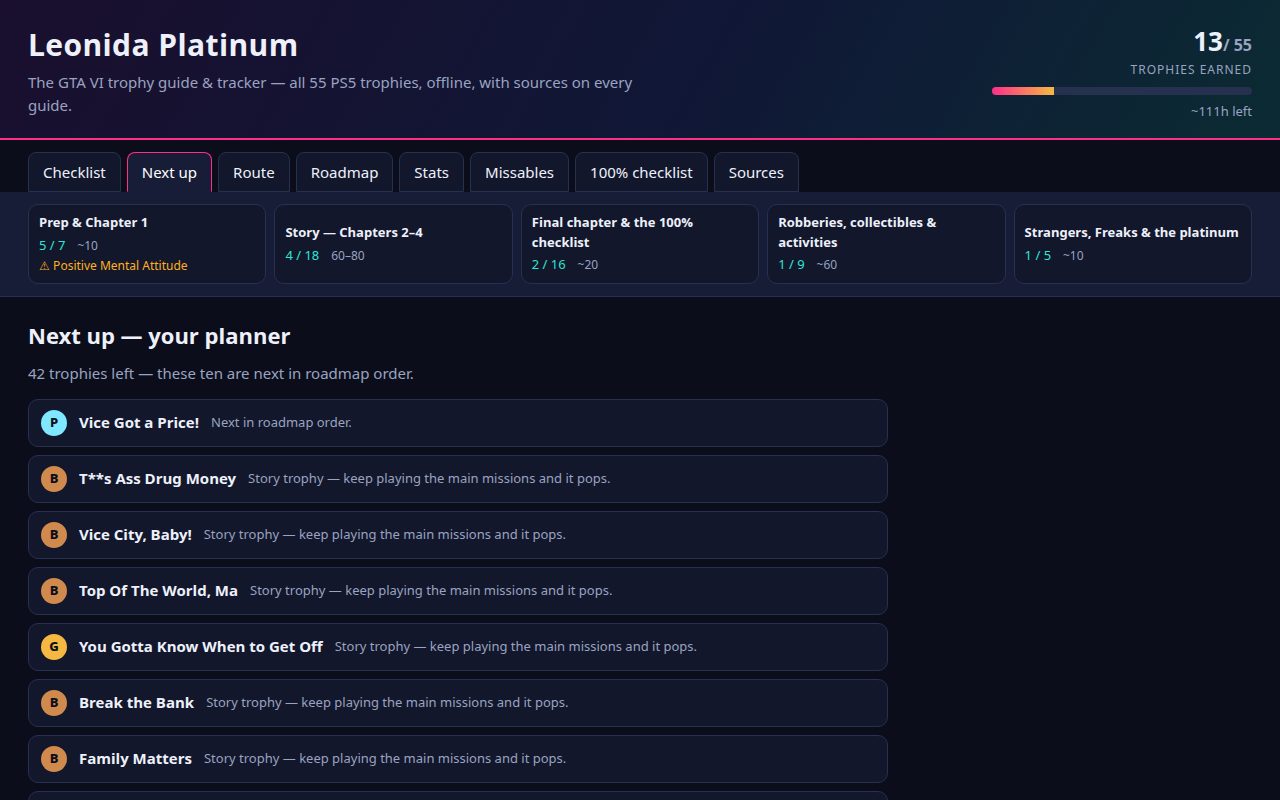 Leonida Platinum
The GTA VI trophy guide & tracker — all 55 PS5 trophies, offline, with sources on every
guide.
13/ 55
TROPHIES EARNED
~111h left
Checklist
Next up
Route
Roadmap
Stats
Missables
100% checklist
Sources
Prep & Chapter 1
5 / 7 ~10
⚠ Positive Mental Attitude
Story — Chapters 2–4
4 / 18 60–80
Final chapter & the 100%
checklist
2 / 16 ~20
Robberies, collectibles &
activities
1 / 9 ~60
Strangers, Freaks & the platinum
1 / 5 ~10
Next up — your planner
42 trophies left — these ten are next in roadmap order.
P Vice Got a Price! Next in roadmap order.
B T**s Ass Drug Money Story trophy — keep playing the main missions and it pops.
B Vice City, Baby! Story trophy — keep playing the main missions and it pops.
B Top Of The World, Ma Story trophy — keep playing the main missions and it pops.
G You Gotta Know When to Get Off Story trophy — keep playing the main missions and it pops.
B Break the Bank Story trophy — keep playing the main missions and it pops.
B Family Matters Story trophy — keep playing the main missions and it pops.